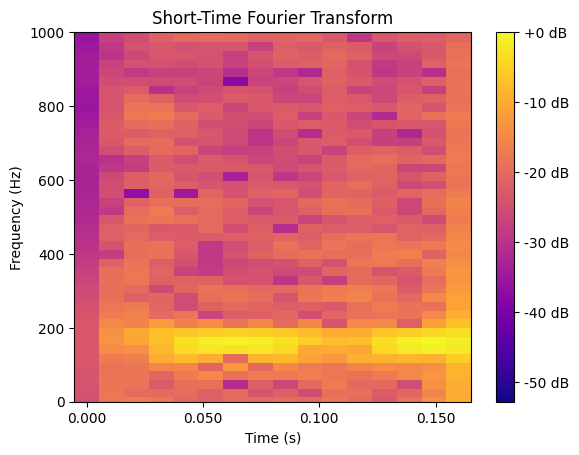 Short-Time Fourier Transform
Frequency (Hz)
1000
800
600
400
200
0
0.000
0.050
0.100
0.150
Time (s)
+0 dB
-10 dB
-20 dB
-30 dB
-40 dB
-50 dB